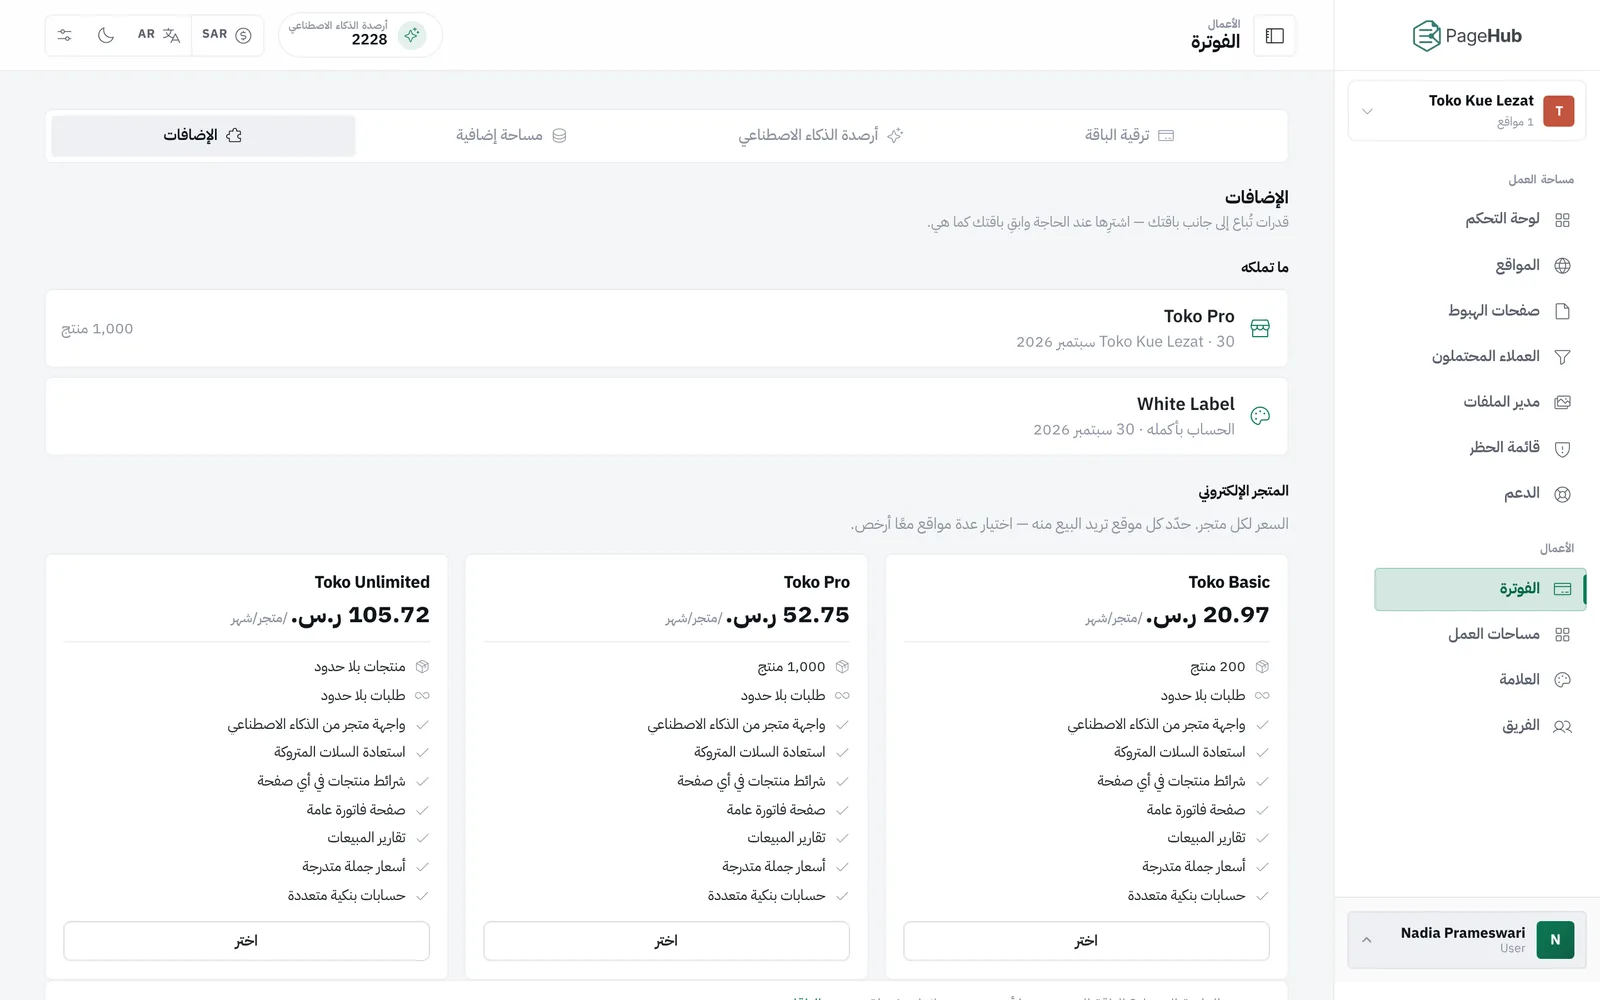 PageHub
الأعمال
الفوترة
أرصدة الذكاء الاصطناعي
2228
SAR
AR
Toko Kue Lezat
1 مواقع
T
مساحة العمل
لوحة التحكم
المواقع
صفحات الهبوط
العملاء المحتملون
مدير الملفات
قائمة الحظر
الدعم
الأعمال
الفوترة
مساحات العمل
العلامة
الفريق
Nadia Prameswari
User
N
ترقية الباقة
أرصدة الذكاء الاصطناعي
مساحة إضافية
الإضافات
الإضافات
قدرات تُباع إلى جانب باقتك — اشترِها عند الحاجة وابقِ باقتك كما هي.
ما تملكه
Toko Pro
Toko Kue Lezat · 30 سبتمبر 2026
1,000 منتج
White Label
الحساب بأكمله · 30 سبتمبر 2026
المتجر الإلكتروني
السعر لكل متجر. حدّد كل موقع تريد البيع منه — اختيار عدة مواقع معًا أرخص.
Toko Basic
20.97 ر.س. /متجر/شهر
200 منتج
طلبات بلا حدود
واجهة متجر من الذكاء الاصطناعي
استعادة السلات المتروكة
شرائط منتجات في أي صفحة
صفحة فاتورة عامة
تقارير المبيعات
أسعار جملة متدرجة
حسابات بنكية متعددة
اختر
Toko Pro
52.75 ر.س. /متجر/شهر
1,000 منتج
طلبات بلا حدود
واجهة متجر من الذكاء الاصطناعي
استعادة السلات المتروكة
شرائط منتجات في أي صفحة
صفحة فاتورة عامة
تقارير المبيعات
أسعار جملة متدرجة
حسابات بنكية متعددة
اختر
Toko Unlimited
105.72 ر.س. /متجر/شهر
منتجات بلا حدود
طلبات بلا حدود
واجهة متجر من الذكاء الاصطناعي
استعادة السلات المتروكة
شرائط منتجات في أي صفحة
صفحة فاتورة عامة
تقارير المبيعات
أسعار جملة متدرجة
حسابات بنكية متعددة
اختر